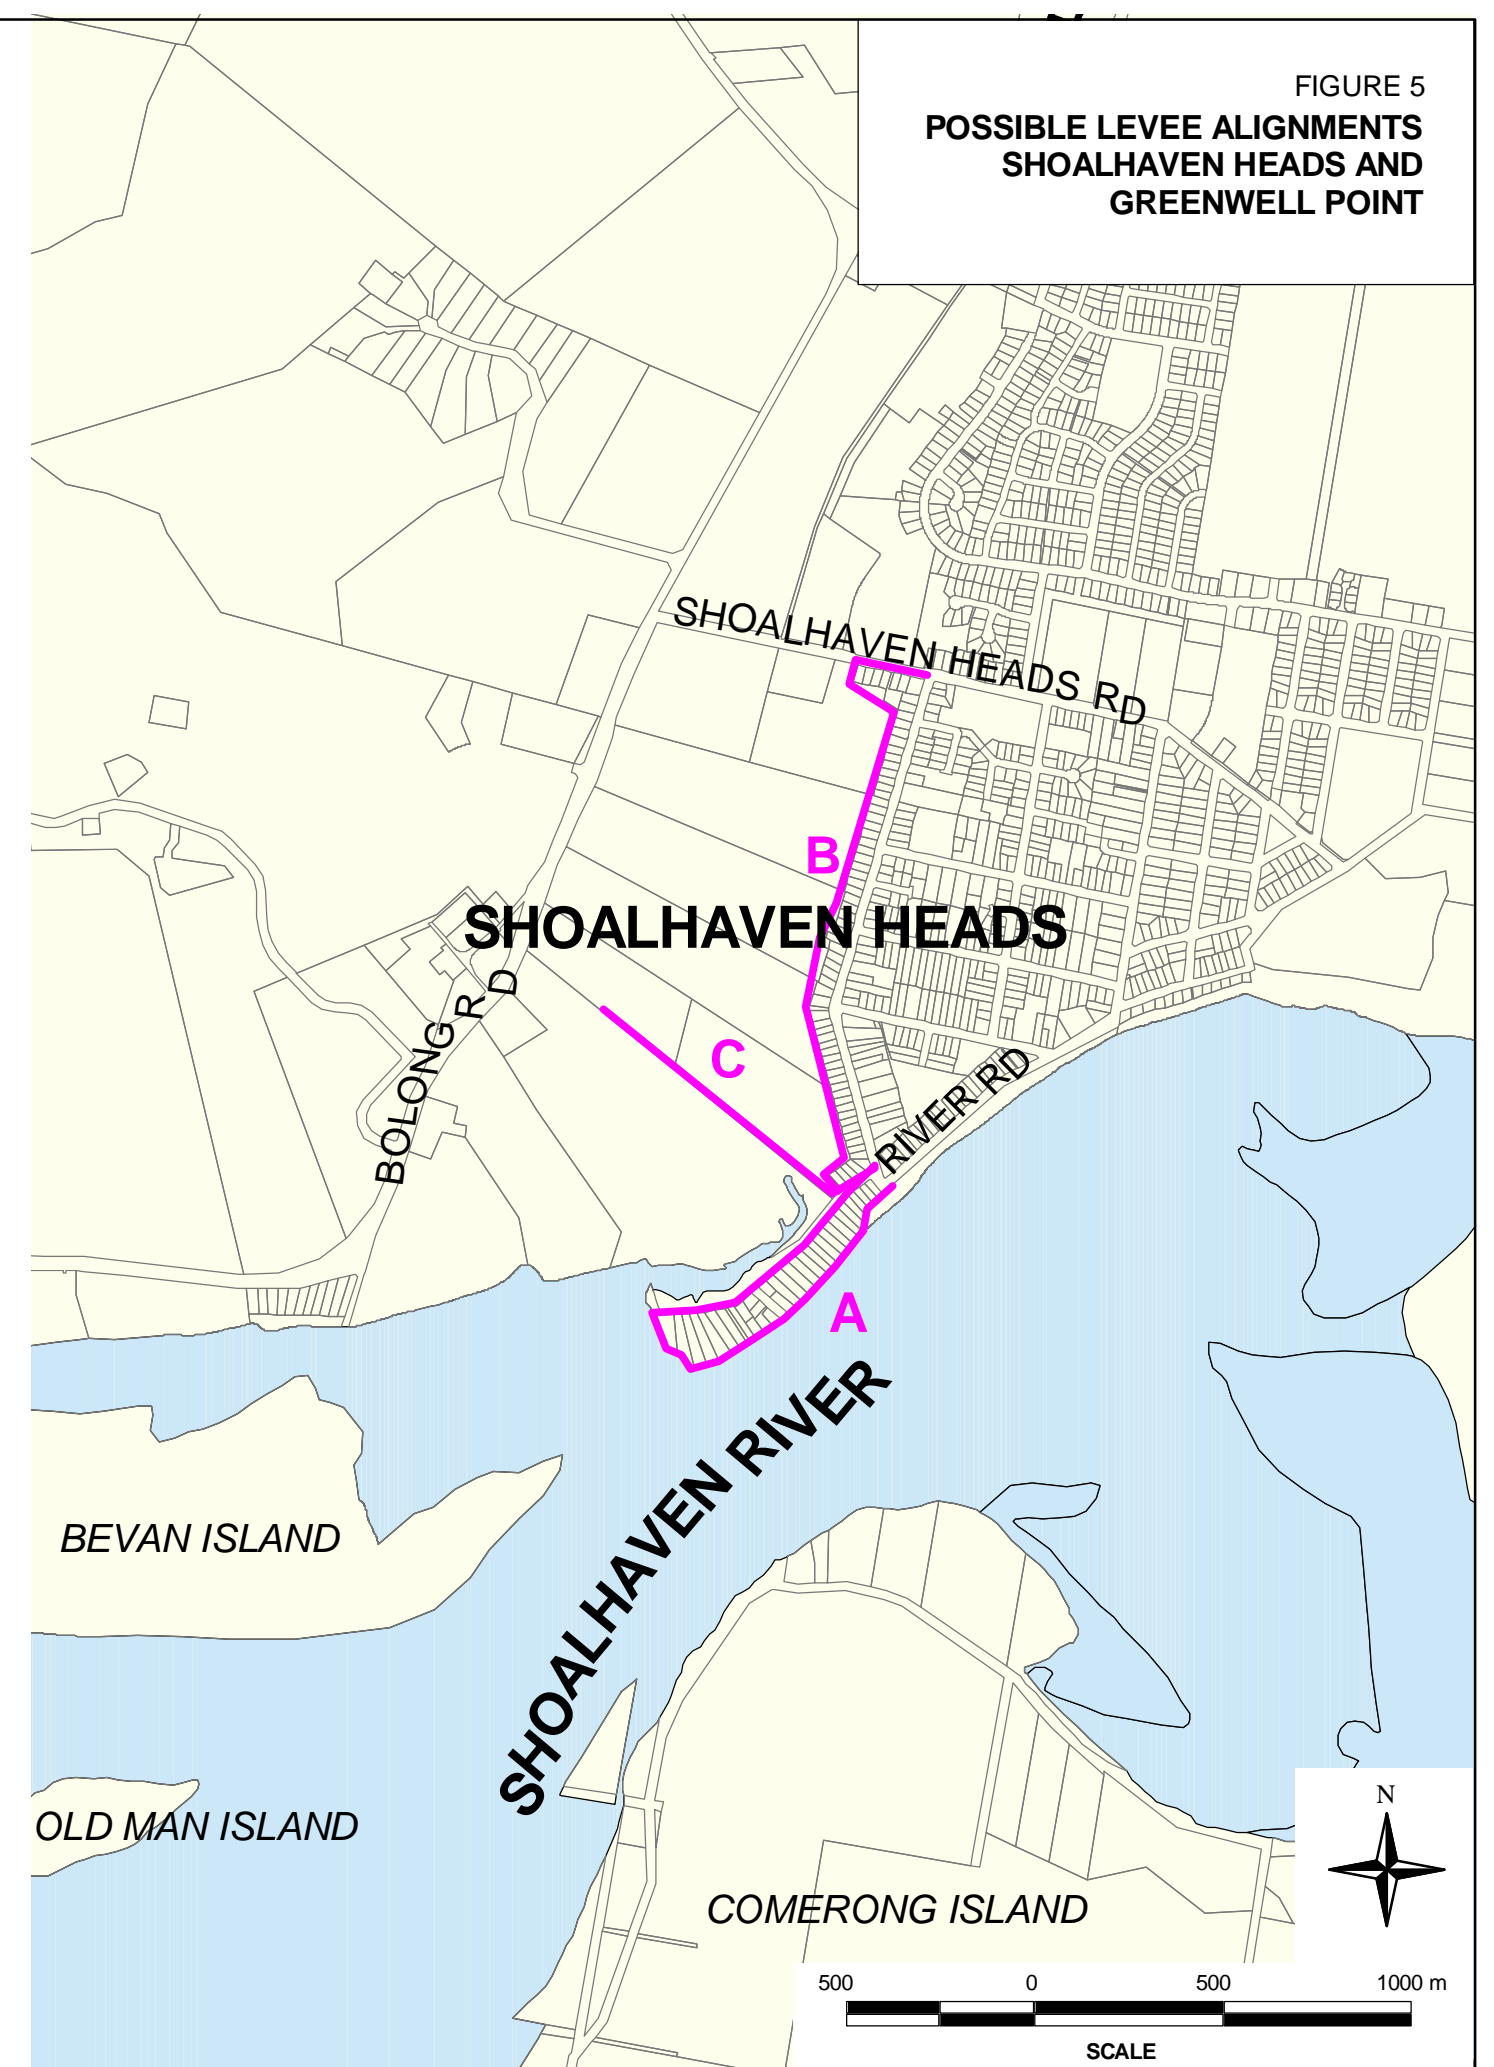 FIGURE 5
POSSIBLE LEVEE ALIGNMENTS
SHOALHAVEN HEADS AND
GREENWELL POINT
SHOALHAVEN HEADS RD
B
SHOALHAVEN HEADS
BOLONG RD
C
RIVER RD
A
SHOALHAVEN RIVER
BEVAN ISLAND
OLD MAN ISLAND
COMERONG ISLAND
N
500 0 500 1000 m
SCALE